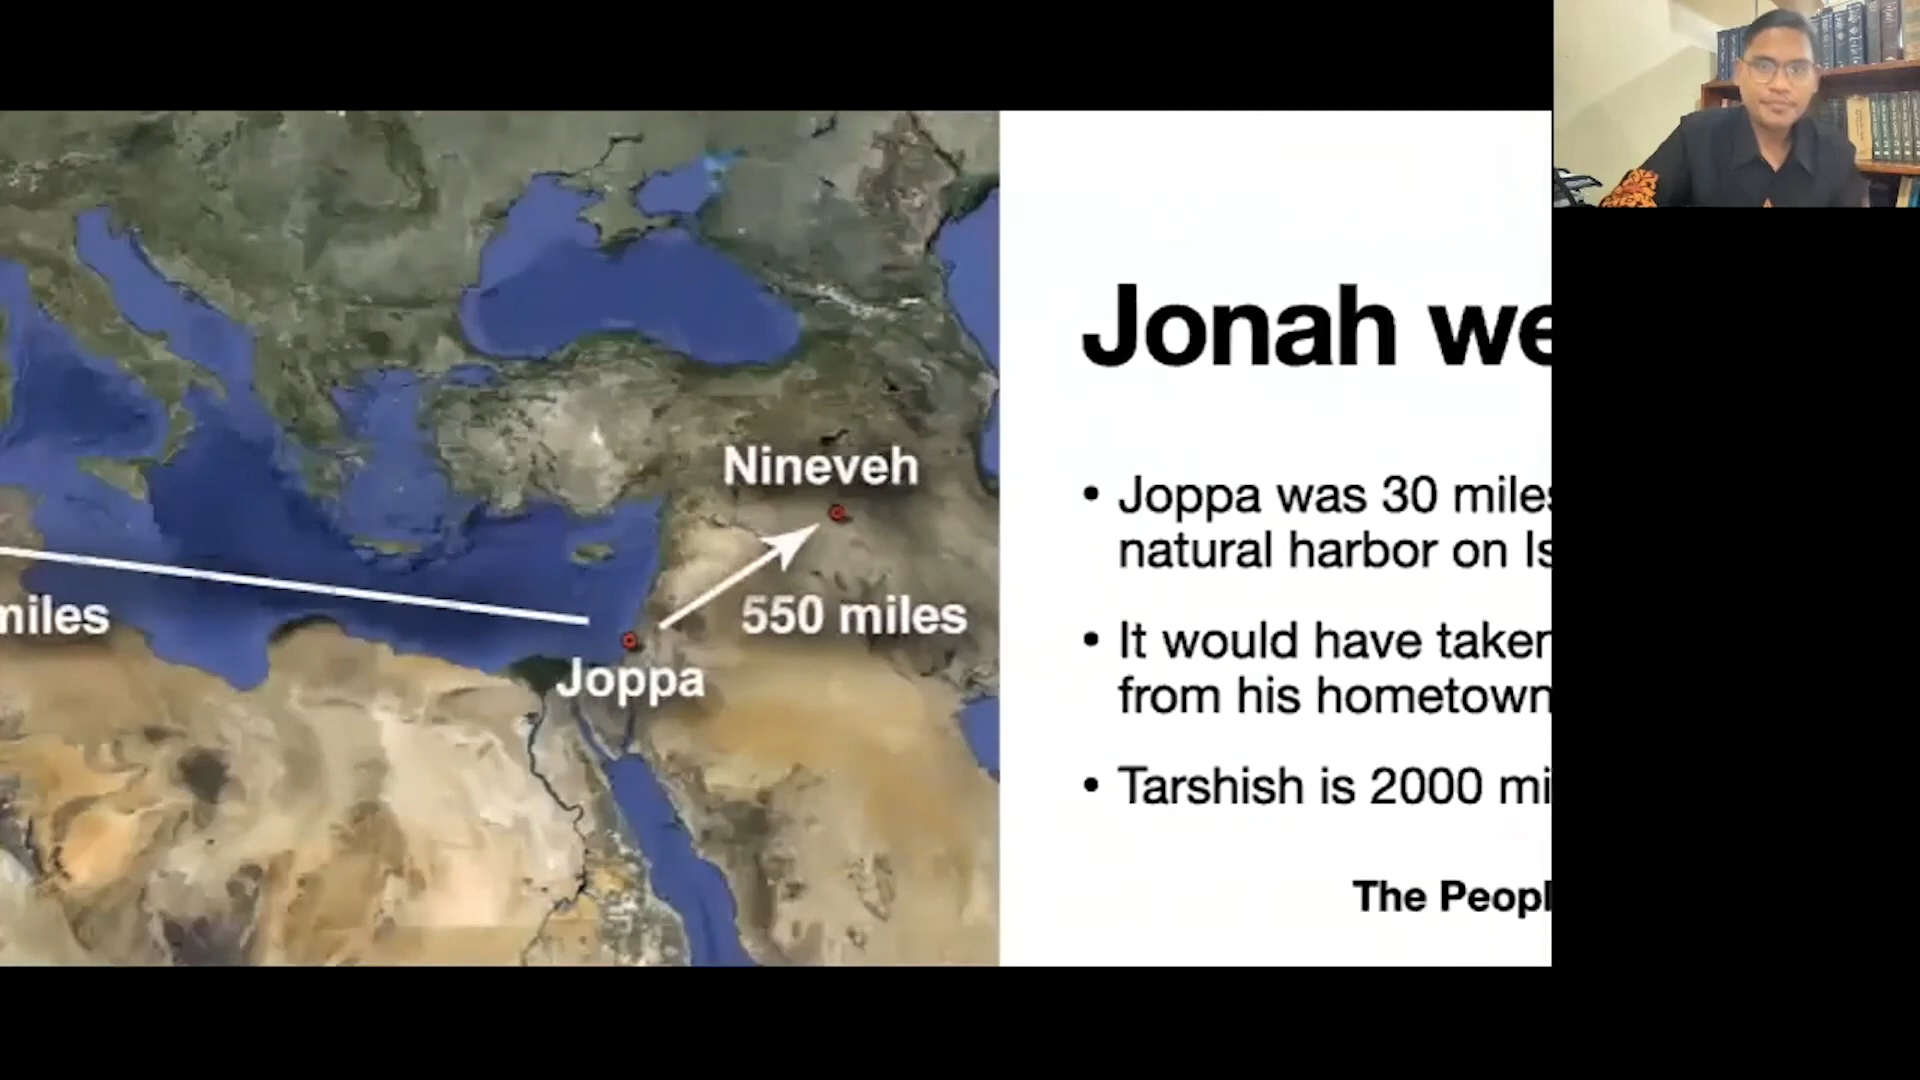 Nineveh
550 miles
miles
Joppa
Jonah we
• Joppa was 30 miles
natural harbor on Is
• It would have taken
from his hometown
• Tarshish is 2000 mi
The Peopl